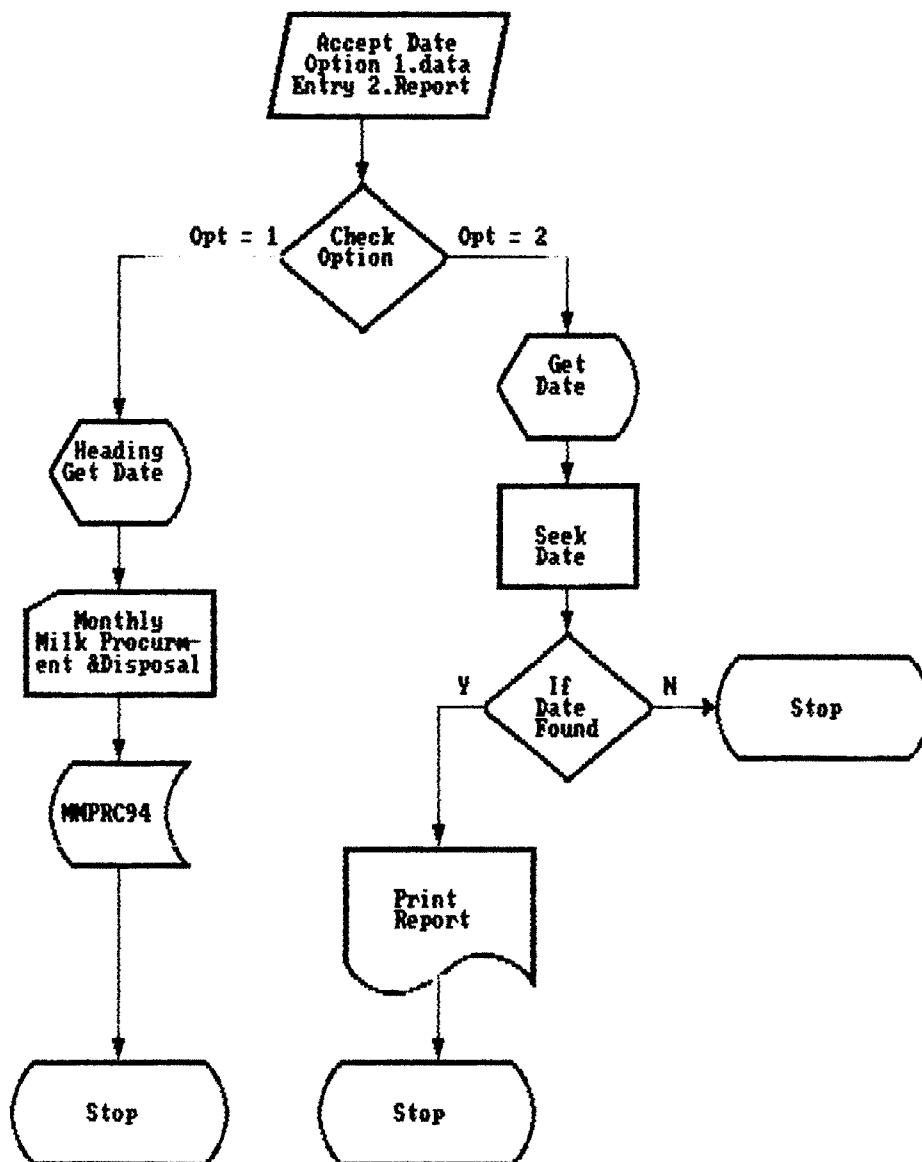 Accept Date
Option 1.data
Entry 2.Report
Opt = 1
Check
Option
Opt = 2
Get
Date
Heading
Get Date
Seek
Date
Monthly
Milk Procurm-
ent &Disposal
Y
If
Date
Found
N
Stop
MMPRC94
Print
Report
Stop
Stop